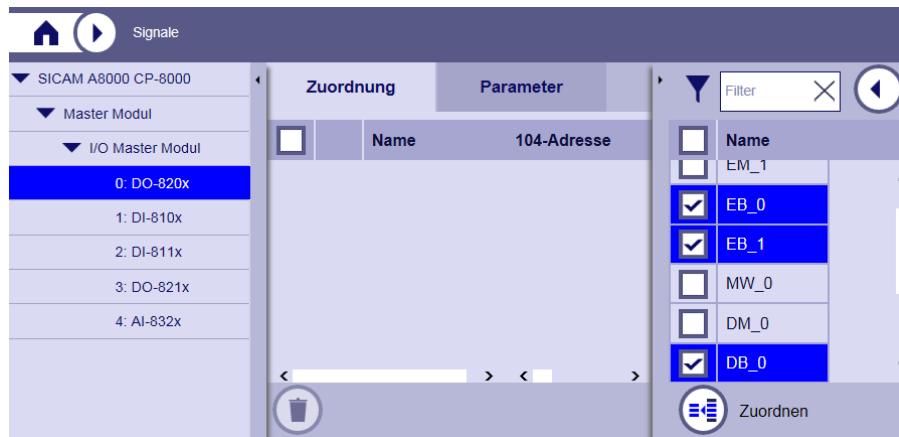 Signale
SICAM A8000 CP-8000
Master Modul
I/O Master Modul
0: DO-820x
1: DI-810x
2: DI-811x
3: DO-821x
4: AI-832x
Zuordnung Parameter
Name 104-Adresse
Filter
Name
EM_1
EB_0
EB_1
MW_0
DM_0
DB_0
Zuordnen